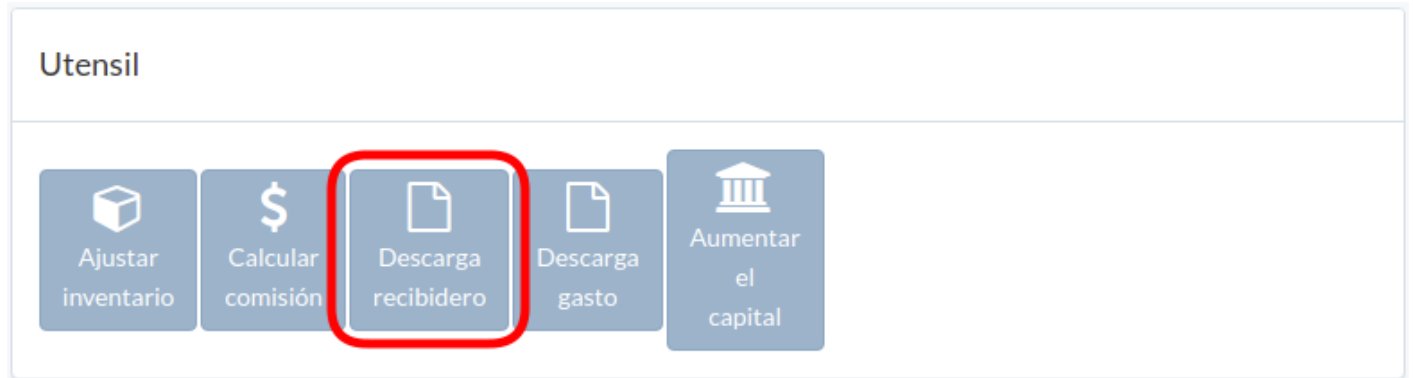 Utensil
Ajustar
inventario
$
Calcular
comisión
Descarga
recibidero
Descarga
gasto
Aumentar
el
capital